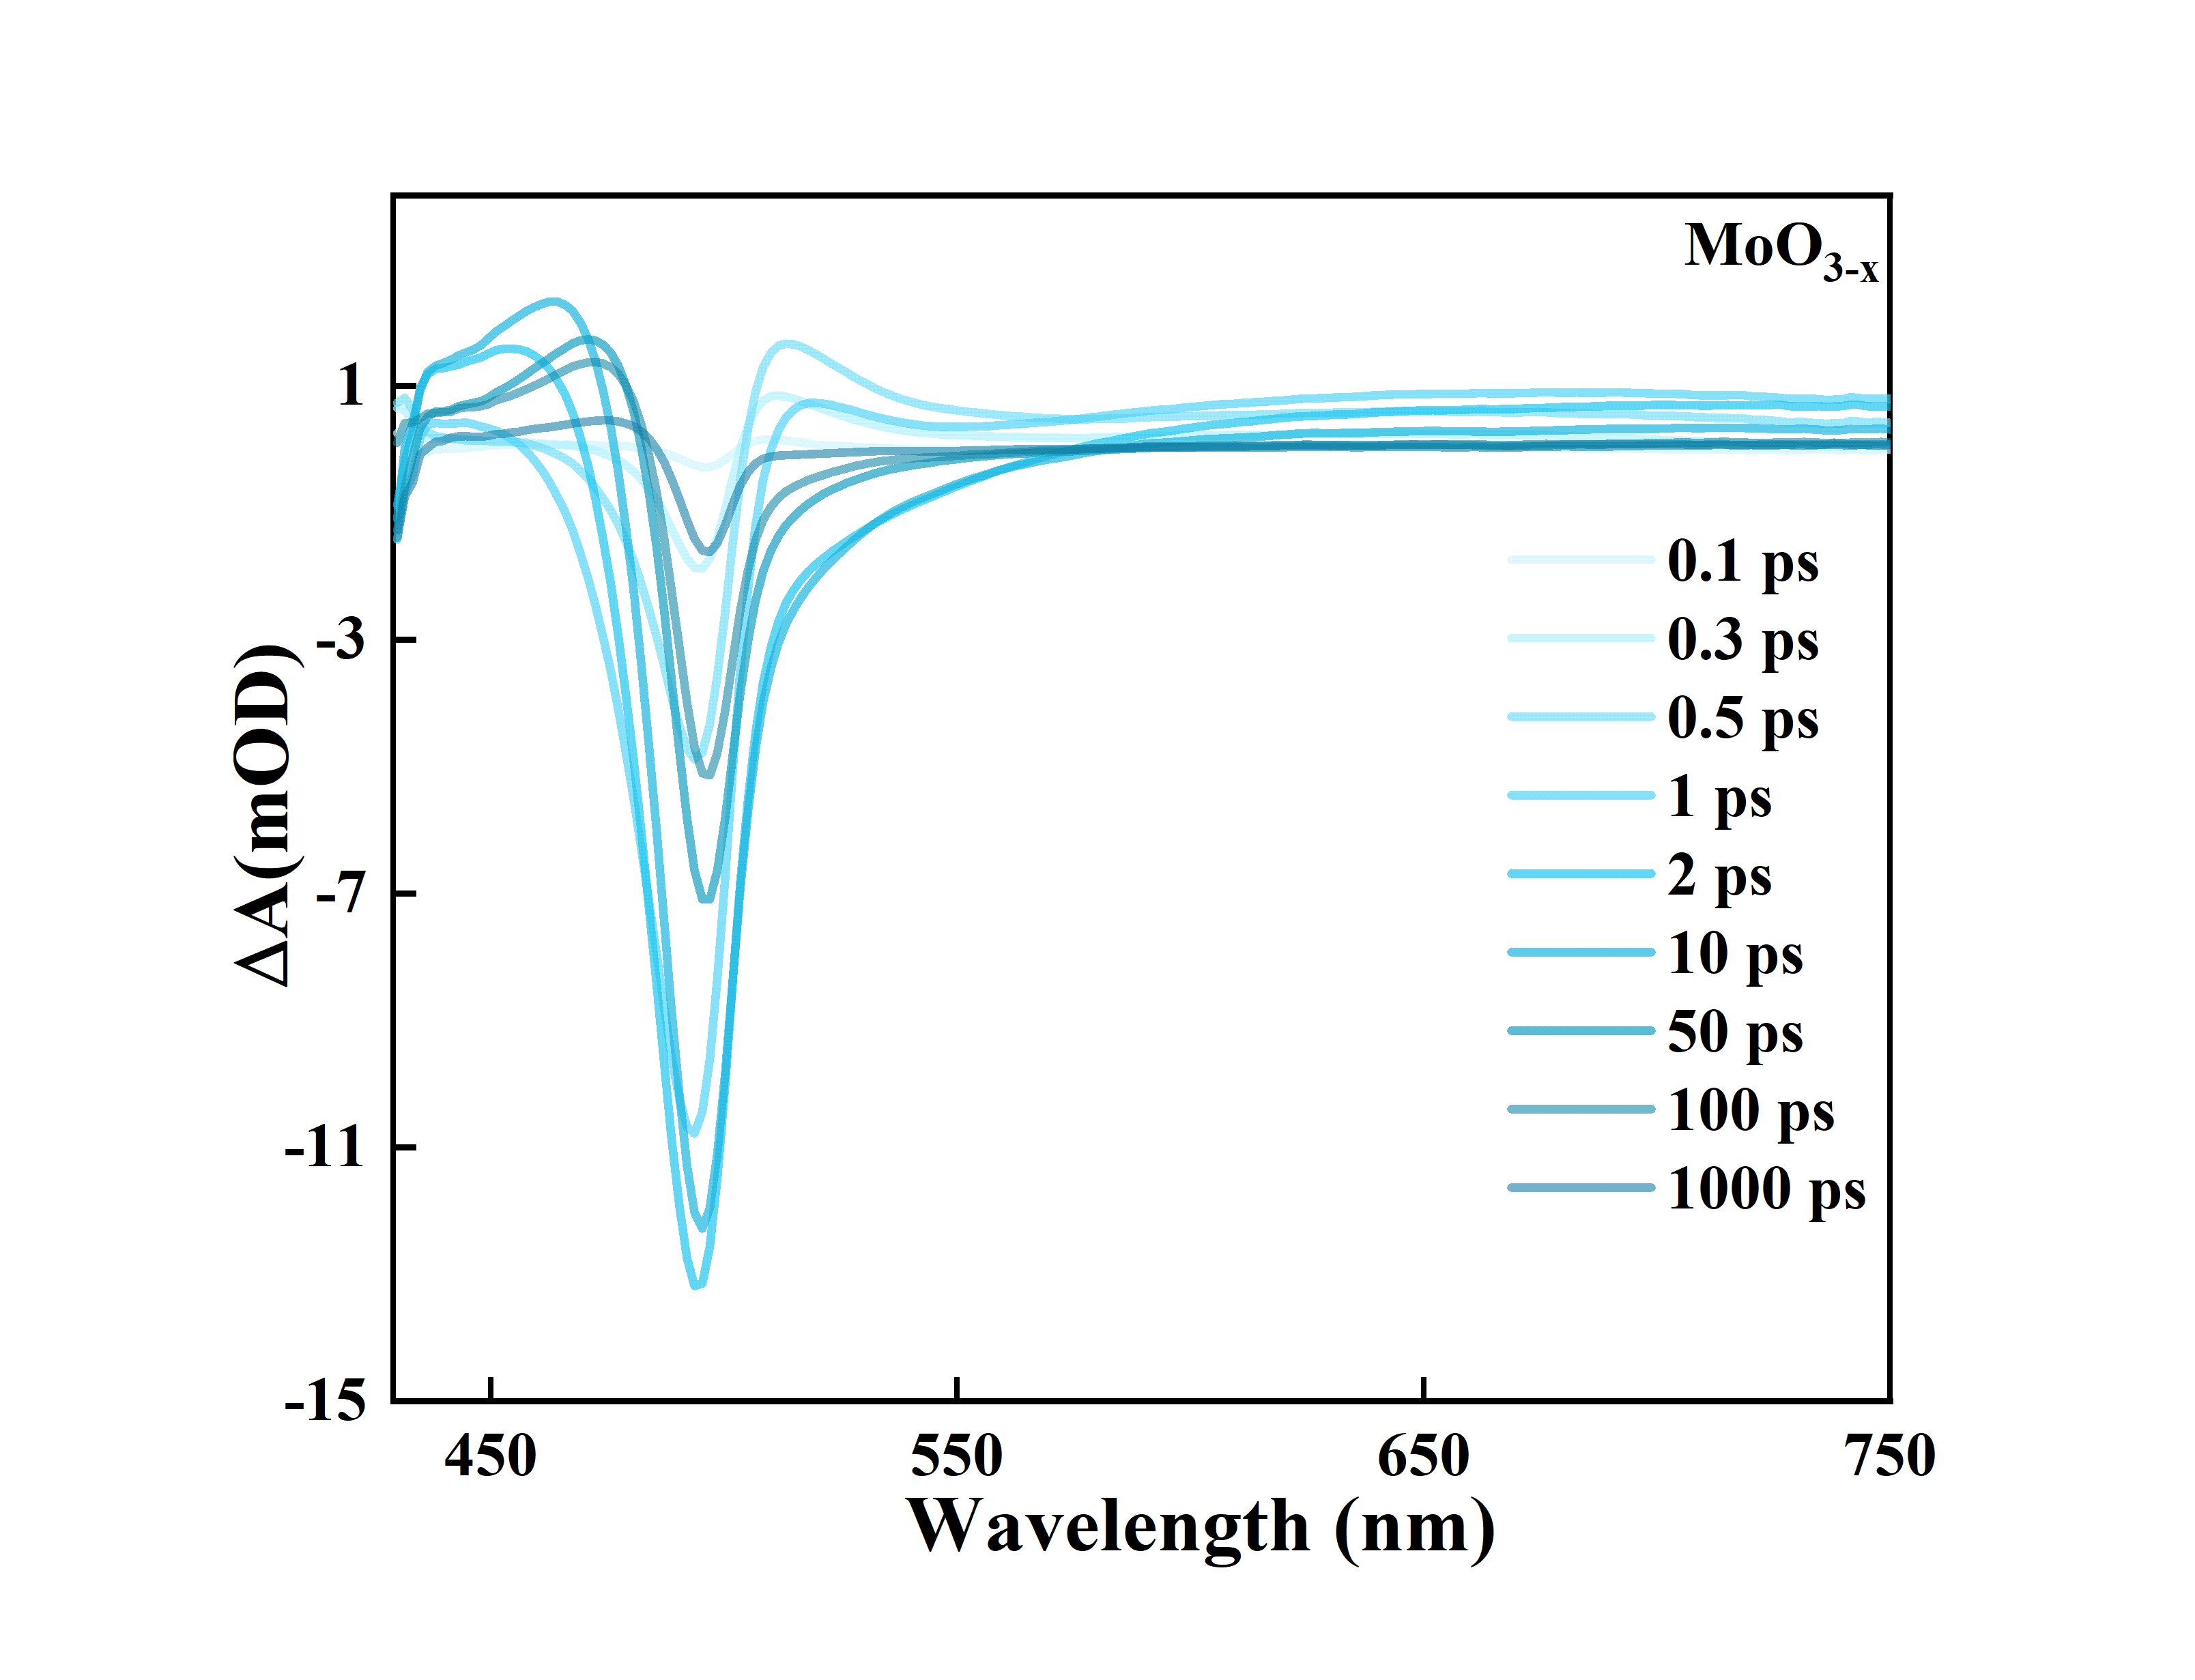 MoO3-x
1
-3
-7
-11
-15
ΔA(mOD)
0.1 ps
0.3 ps
0.5 ps
1 ps
2 ps
10 ps
50 ps
100 ps
1000 ps
450 550 650 750
Wavelength (nm)